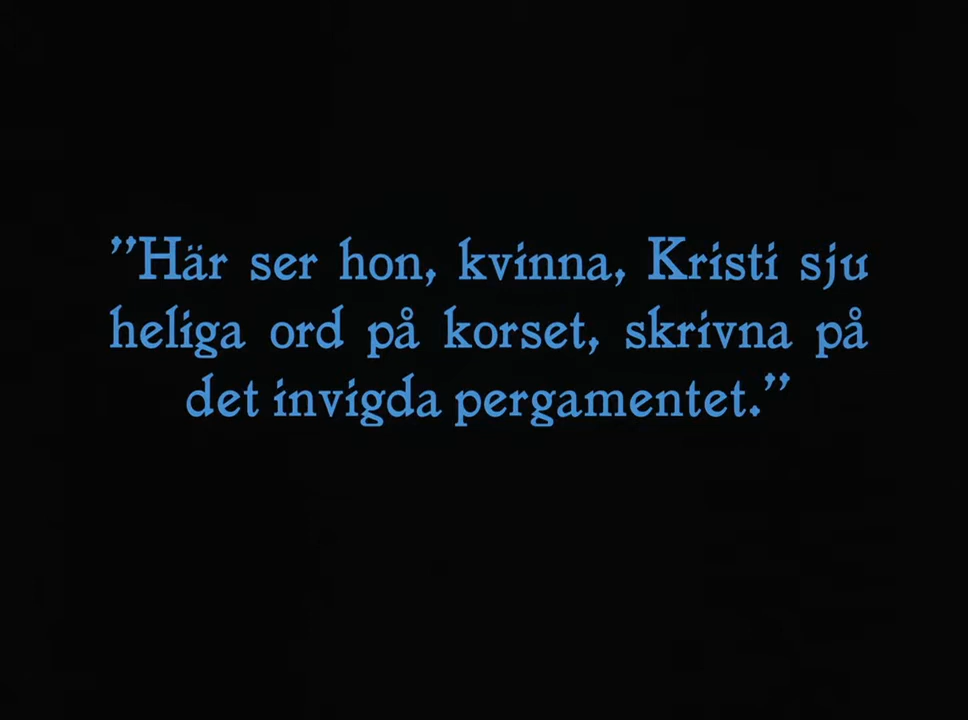 ”Här ser hon, kvinna, Kristi sju
heliga ord på korset, skrivna på
det invigda pergamentet.”